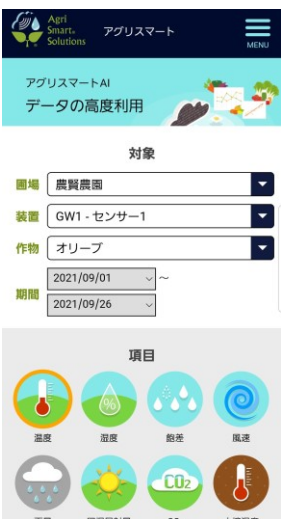 Agri
Smart.
Solutions
アグリスマート
MENU
アグリスマートAI
データの高度利用
対象
圃場 農賢農園
装置 GW1 - センサー1
作物 オリーブ
期間 2021/09/01 ~
2021/09/26
項目
% CO2
温度 湿度 飽差 風速